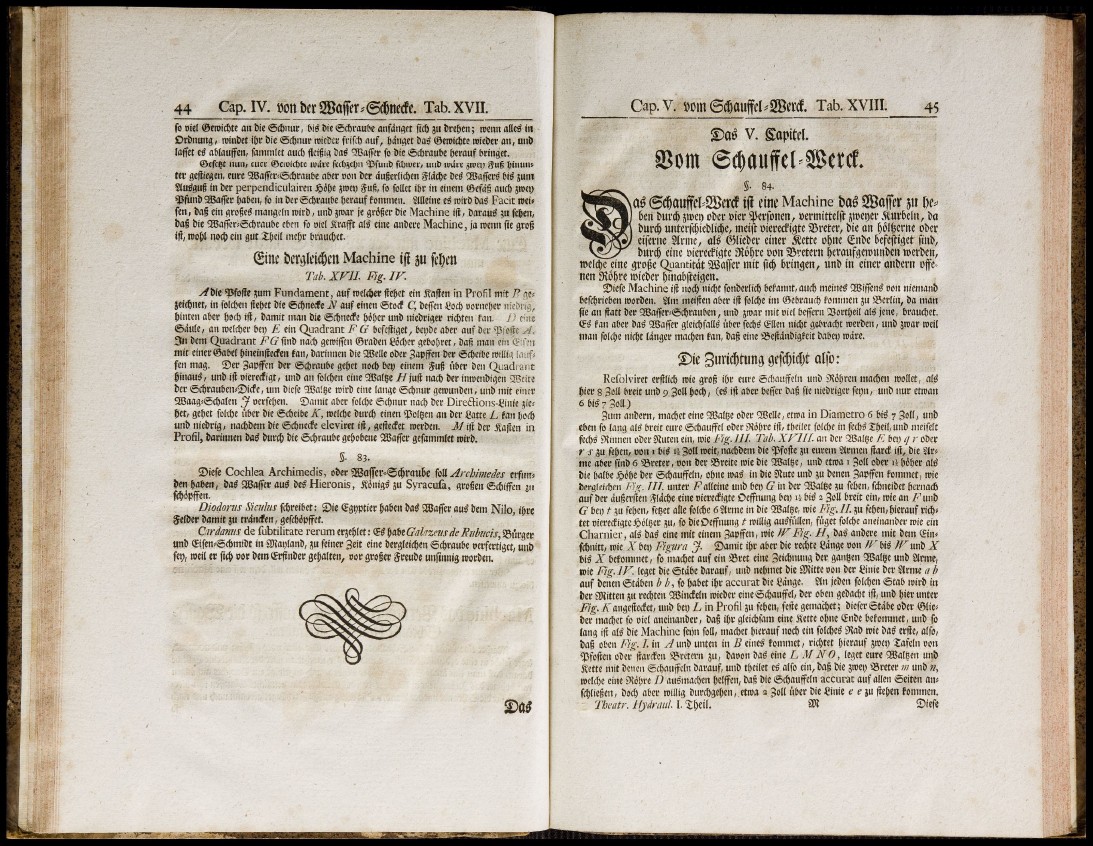 44 Cap. IV. von der Wasser-Schnecke. Tab. XVII.
so viel Gewichte an die Schnur, bis die Schraube anfänget sich zu drehen; wenn alles in
Ordnung, windet ihr die Schnur wieder frisch auf, hänget das Gewichte wieder an, und
lasset es ablauffen, sammlet auch fleißig das Wasser so die Schraube herauf bringet.
Gesetzt nun, euer Gewichte wäre sechzehn Pfund schwer, und wäre zwey Fuß hinun-
ter gestiegen, eure Wasser-Schraube aber von der äußerlichen Fläche des Wassers bis zum
Ausguß in der perpendiculairen Höhe zwey Fuß, so sollet ihr in einem Gefäß auch zwey
Pfund Wasser haben, so in der Schraube herauf kommen. Alleine es wird das Facit wei-
sen, daß ein großes mangeln wird, und zwar je größer die Machine ist, daraus zu sehen,
daß die Wasser-Schraube eben so viel Krafft als eine andere Machine, ja wenn sie groß
ist, wohl noch ein gut Theil mehr brauchet.
Eine dergleichen Machine ist zu sehen
Tab. XVII. Fig. IV.
A die Pfoste zum Fundament, auf welcher stehet ein Kasten in Profil mit B ge-
zeichnet, in solchen stehet die Schnecke N auf einen Stock C, dessen Loch vorneher niedrig,
hinten aber hoch ist, damit man die Schnecke höher und niedriger richten kan. D eine
Säule, an welcher bey E ein Quadrant F G befestiget, beyde aber auf der Pfoste A.
In dem Quadrant F G sind nach gewissen Graden Löcher gebohret, daß man ein Eisen
mit einer Gabel hineinstecken kan, darinnen die Welle oder Zapffen der Scheibe willig lauf-
fen mag. Der Zapffen der Schraube gehet noch bey einem Fuß über den Quadrant
hinaus, und ist viereckigt, und an solchen eine Waltze H just nach der inwendigen Weite
der Schrauben-Dicke, um diese Waltze wird eine lange Schnur gewunden, und mit einer
Waag-Schalen J versehen. Damit aber solche Schnur nach der Directions-Linie zie-
het, gehet solche über die Scheibe K, welche durch einen Poltzen an der Latte L kan hoch
und niedrig, nachdem die Schnecke eleviret ist, gestecket werden. M ist der Kasten in
Profil, darinnen das durch die Schraube gehobene Wasser gesammlet wird.
§. 83.
Diese Cochlea Archimedis, oder Wasser-Schraube soll Archimedes erfun-
den haben, das Wasser aus des Hieronis, Königs zu Syracusa, großen Schiffen zu
schöpffen.
Diodorus Siculus schreibet: Die Egyptier haben das Wasser aus dem Nilo, ihre
Felder damit zu träncken, geschöpffet.
Cardanus de subtilitate rerum erzehlet: Es habe Galazeus de Rubucis, Bürger
und Eisen-Schmidt in Mayland, zu seiner Zeit eine dergleichen Schraube verfertiget, und
sey, weil er sich vor dem Erfinder gehalten, vor großer Freude unsinnig worden.
Das
Cap. V. vom Schauffel-Werck. Tab. XVIII. 45
Das V. Capitel.
Vom Schauffel-Werck.
§. 84.
Das Schauffel-Werck ist eine Machine das Wasser zu he-
ben durch zwey oder vier Personen, vermittelst zweyer Kurbeln, da
durch unterschiedliche, meist viereckigte Breter, die an höltzerne oder
eiserne Arme, als Glieder einer Kette ohne Ende befestiget sind,
durch eine viereckigte Röhre von Bretern heraufgewunden werden,
welche eine große Quantität Wasser mit sich bringen, und in einer andern offe-
nen Röhre wieder hinabsteigen.
Diese Machine ist noch nicht sonderlich bekannt, auch meines Wissens von niemand
beschrieben worden. Am meisten aber ist solche im Gebrauch kommen zu Berlin, da man
sie an statt der Wasser-Schrauben, und zwar mit viel bessern Vortheil als jene, brauchet.
Es kan aber das Wasser gleichfalls über sechs Ellen nicht gebracht werden, und zwar weil
man solche nicht länger machen kan, daß eine Beständigkeit dabey wäre.
Die Zurichtung geschicht also:
Resolviret erstlich wie groß ihr eure Schauffeln und Röhren machen wollet, als
hier 8 Zoll breit und 9 Zoll hoch, (es ist aber besser daß sie niedriger seyn, und nur etwan
6 bis 7 Zoll)
Zum andern, machet eine Waltze oder Welle, etwa in Diametro 6 bis 7 Zoll, und
eben so lang als breit eure Schauffel oder Röhre ist, theilet solche in sechs Theil, und meiselt
sechs Rinnen oder Nuten ein, wie Fig. III. Tab. XVIII. an der Waltze E bey q r oder
r s zu sehen, von 1 bis 1½ Zoll weit, nachdem die Pfoste zu eurem Armen starck ist, die Ar-
me aber sind 6 Breter, von der Breite wie die Waltze, und etwa 1 Zoll oder 1½ höher als
die halbe Höhe der Schauffeln, ohne was in die Nute und zu denen Zapffen kommet, wie
dergleichen Fig. III. unter F alleine und bey G in der Waltze zu sehen, schneidet hernach
auf der äußersten Fläche eine viereckigte Oeffnung bey 1½ bis 2 Zoll breit ein, wie an F und
G bey t zu sehen, setzet alle solche 6 Arme in die Waltze, wie Fig. II. zu sehen, hierauf rich-
tet viereckigte Höltzer zu, so die Oeffnung t willig ausfüllen, füget solche aneinander wie ein
Charnier, als das eine mit einem Zapffen, wie W Fig. H, das andere mit dem Ein-
schnitt, wie X bey Figura J. Damit ihr aber die rechte Länge von W bis W und X
bis X bekommet, so machet auf ein Bret eine Zeichnung der gantzen Waltze und Arme,
wie Fig. IV. leget die Stäbe darauf, und nehmet die Mitte von der Linie der Arme a b
auf denen Stäben b b, so habet ihr accurat die Länge. An jeden solchen Stab wird in
der Mitten zu rechten Winckeln wieder eine Schauffel, der oben gedacht ist, und hier unter
Fig. K angestecket, und bey L in Profil zu sehen, feste gemachet; dieser Stäbe oder Glie-
der machet so viel aneinander, daß ihr gleichsam eine Kette ohne Ende bekommet, und so
lang ist als die Machine seyn soll, machet hierauf noch ein solches Rad wie das erste, also,
daß oben Fig. I. in A und unten in B eines kommet, richtet hierauf zwey Tafeln von
Pfosten oder starcken Bretern zu, davon das eine L M N O, leget eure Waltzen und
Kette mit denen Schauffeln darauf, und theilet es also ein, daß die zwey Breter m und n,
welche eine Röhre D ausmachen helffen, daß die Schauffeln accurat auf allen Seiten an-
schließen, doch aber willig durchgehen, etwa 2 Zoll über die Linie e e zu stehen kommen.
Theatr. Hydraul. I. Theil. M Diese